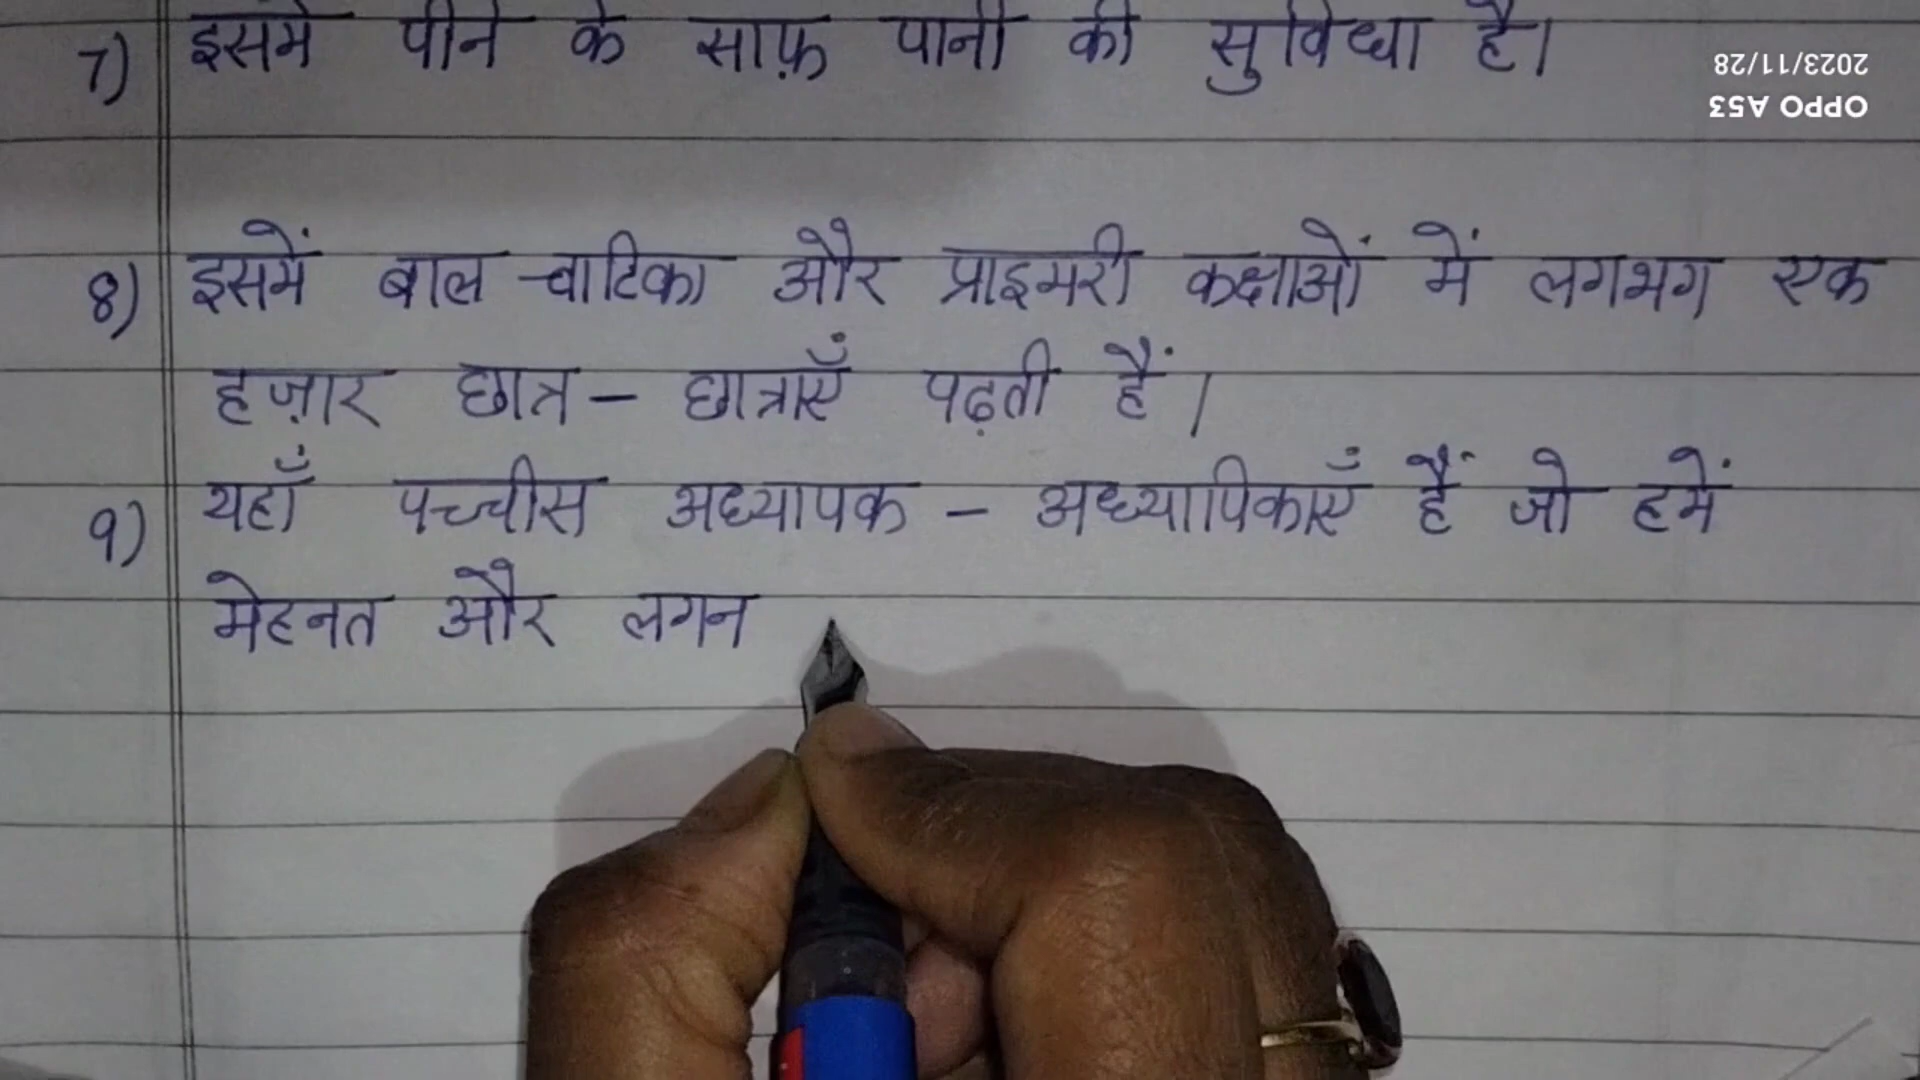 7) इसमें पीने के साफ़ पानी की सुविधा है।
2023/11/28
OPPO A53
8) इसमें बाल वाटिका और प्राइमरी कक्षाओं में लगभग एक
हज़ार छात्र - छात्राएँ पढ़ती हैं।
9) यहाँ पच्चीस अध्यापक - अध्यापिकाएँ हैं जो हमें
मेहनत और लगन